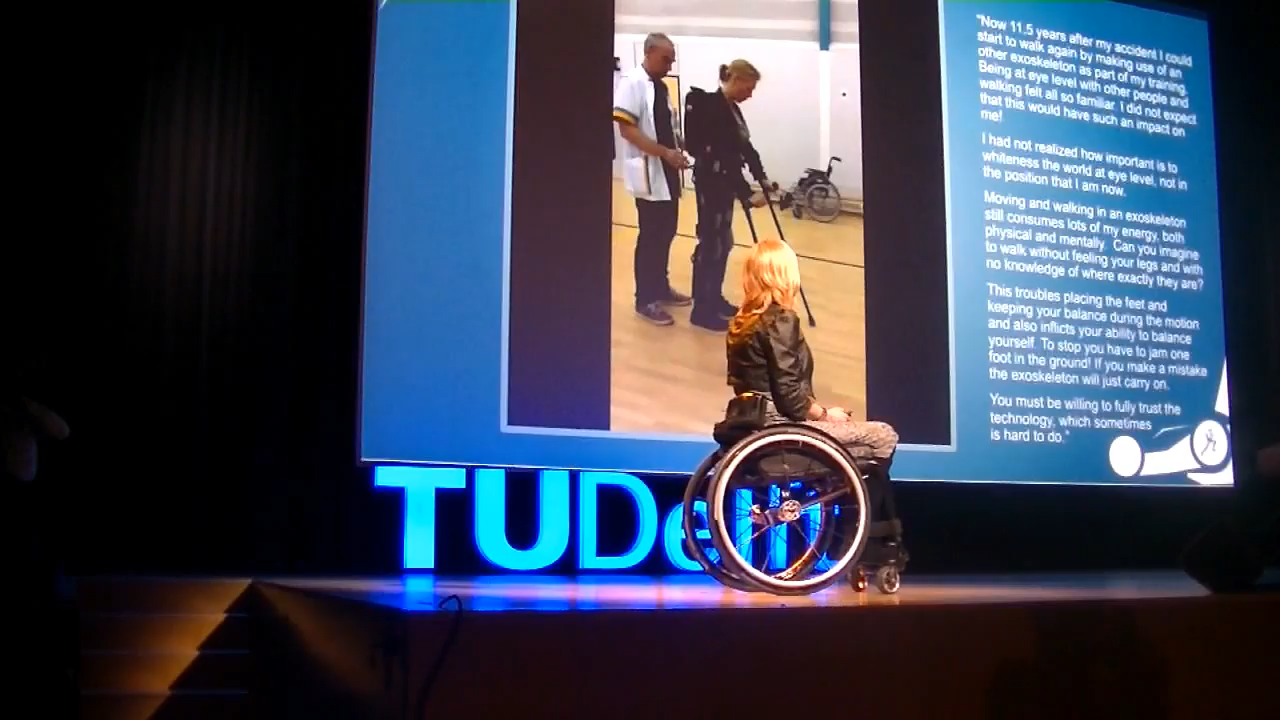 "Now 11.5 years after my accident I could
start to walk again by making use of an
other exoskeleton as part of my training.
Being at eye level with other people and
walking felt all so familiar. I did not expect
that this would have such an impact on
me!
I had not realized how important is to
whiteness the world at eye level, not in
the position that I am now.
Moving and walking in an exoskeleton
still consumes lots of my energy, both
physical and mentally. Can you imagine
to walk without feeling your legs and with
no knowledge of where exactly they are?
This troubles placing the feet and
keeping your balance during the motion
and also inflicts your ability to balance
yourself. To stop you have to jam one
foot in the ground! If you make a mistake
the exoskeleton will just carry on.
You must be willing to fully trust the
technology, which sometimes
is hard to do."
TUDelft